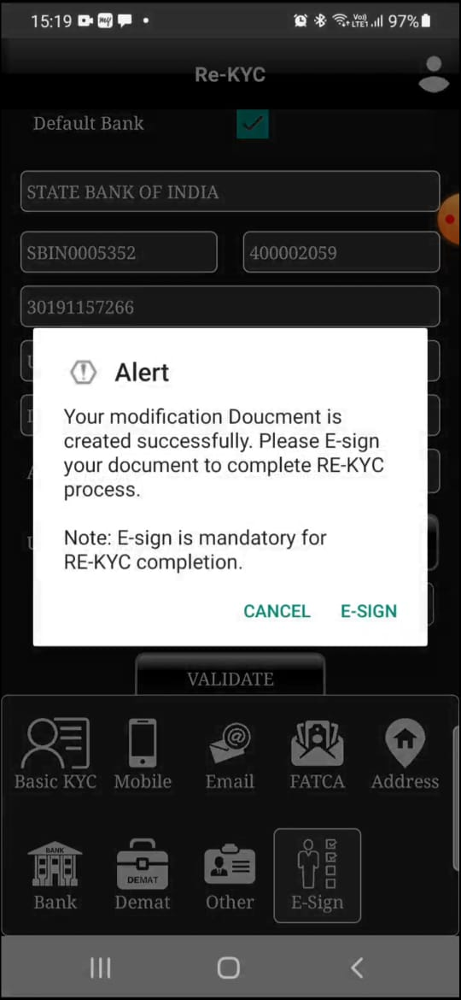 15:19 my Vo)) LTE1 97%
Re-KYC
Default Bank
STATE BANK OF INDIA
SBIN0005352 400002059
30191157266
Alert
Your modification Doucment is
created successfully. Please E-sign
your document to complete RE-KYC
process.
Note: E-sign is mandatory for
RE-KYC completion.
CANCEL E-SIGN
VALIDATE
Basic KYC Mobile Email FATCA Address
BANK DEMAT
Bank Demat Other E-Sign